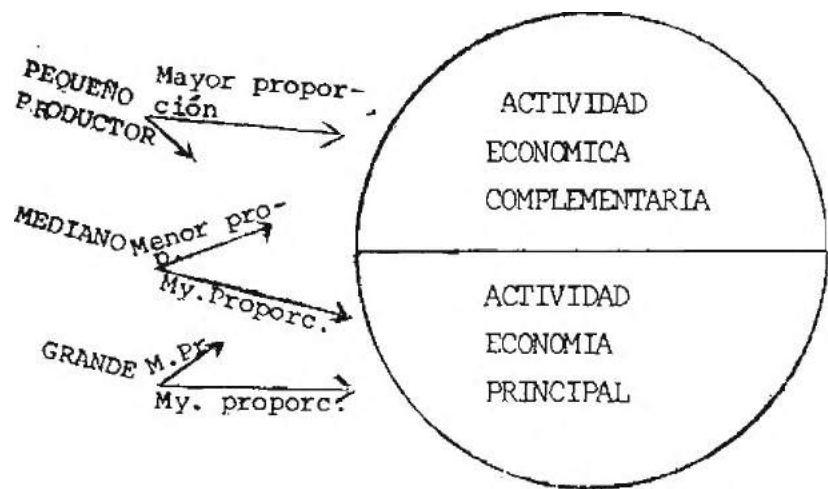 PEQUEÑO
PRODUCTOR
Mayor propor-
ción
MEDIANO
Menor pro-
p.
My.Proporc.
GRANDE
M.Pr.
My. proporc.
ACTIVIDAD
ECONOMICA
COMPLEMENTARIA
ACTIVIDAD
ECONOMIA
PRINCIPAL